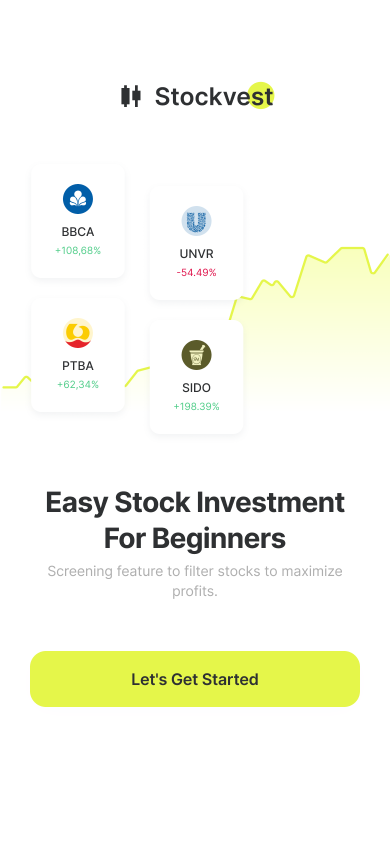 Stockvest
BBCA
+108,68%
UNVR
-54.49%
PTBA
+62,34%
SIDO
+198.39%
Easy Stock Investment
For Beginners
Screening feature to filter stocks to maximize
profits.
Let's Get Started